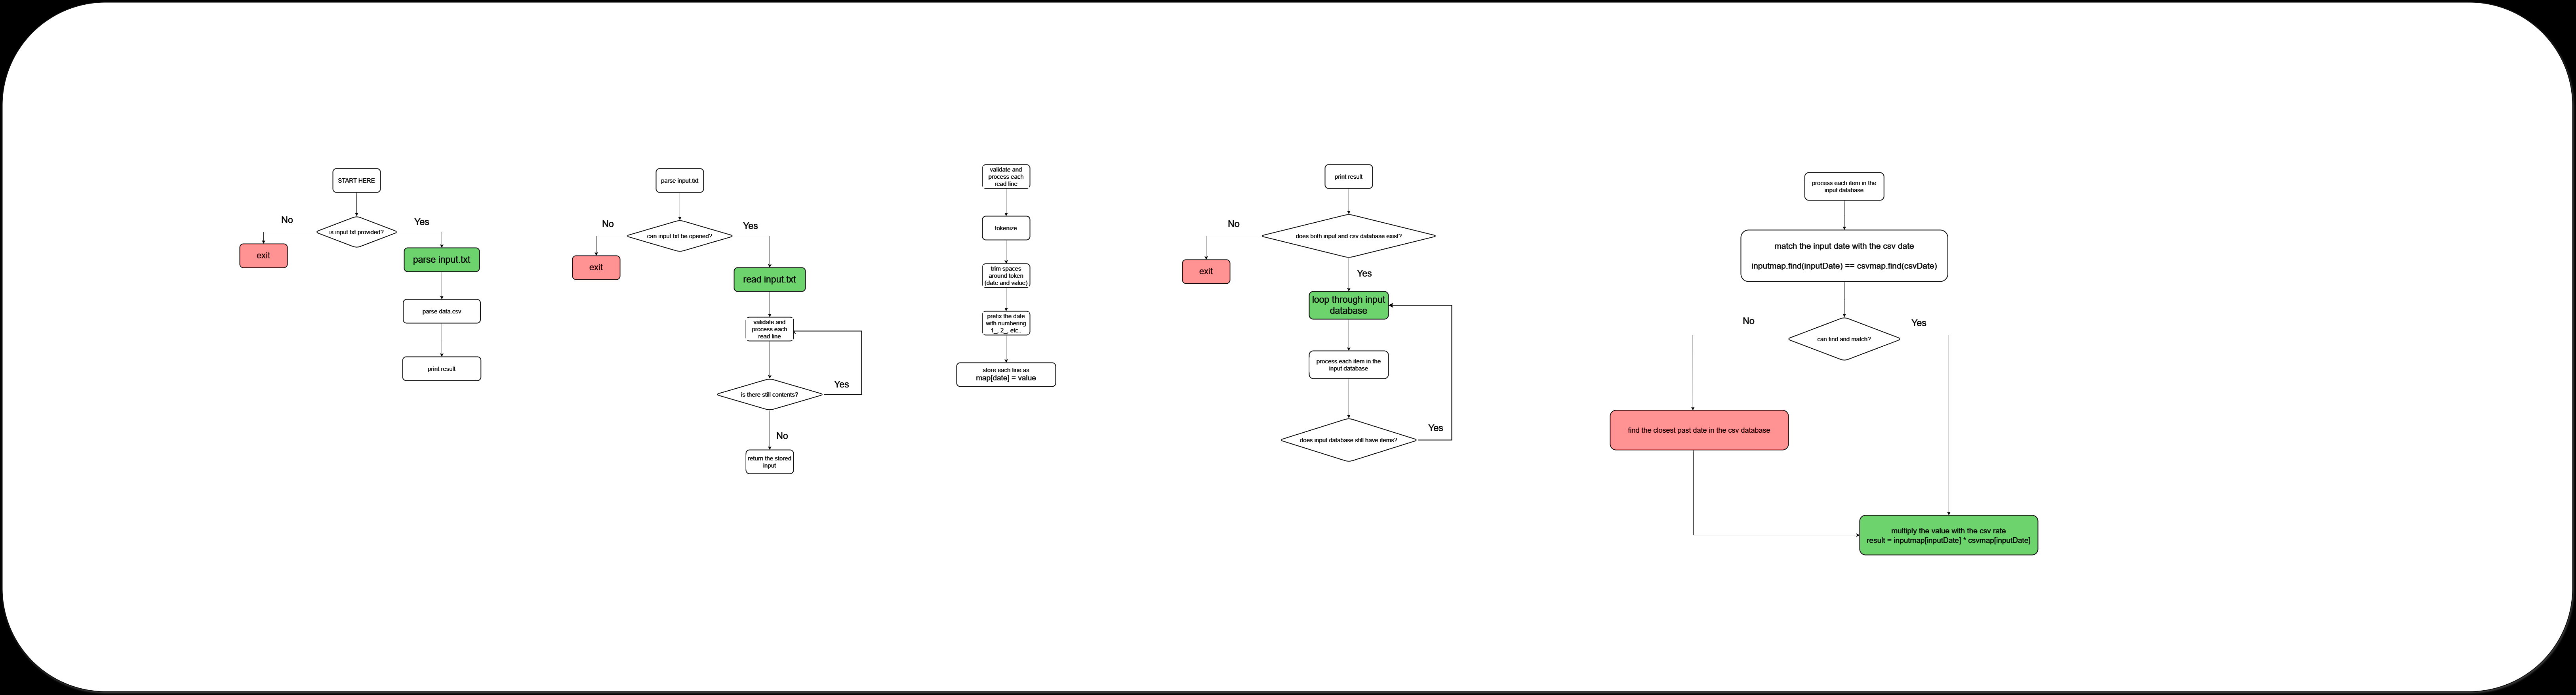 START HERE
is input txt provided?
No
Yes
exit
parse input.txt
parse data.csv
print result
parse input.txt
can input.txt be opened?
No
Yes
exit
read input.txt
validate and
process each
read line
is there still contents?
Yes
No
return the stored
input
validate and
process each
read line
tokenize
trim spaces
around token
(date and value)
prefix the date
with numbering
1_, 2_, etc..
store each line as
map[date] = value
print result
does both input and csv database exist?
No
Yes
exit
loop through input
database
process each item in the
input database
does input database still have items?
Yes
process each item in the
input database
match the input date with the csv date
inputmap.find(inputDate) == csvmap.find(csvDate)
can find and match?
No
Yes
find the closest past date in the csv database
multiply the value with the csv rate
result = inputmap[inputDate] * csvmap[inputDate]